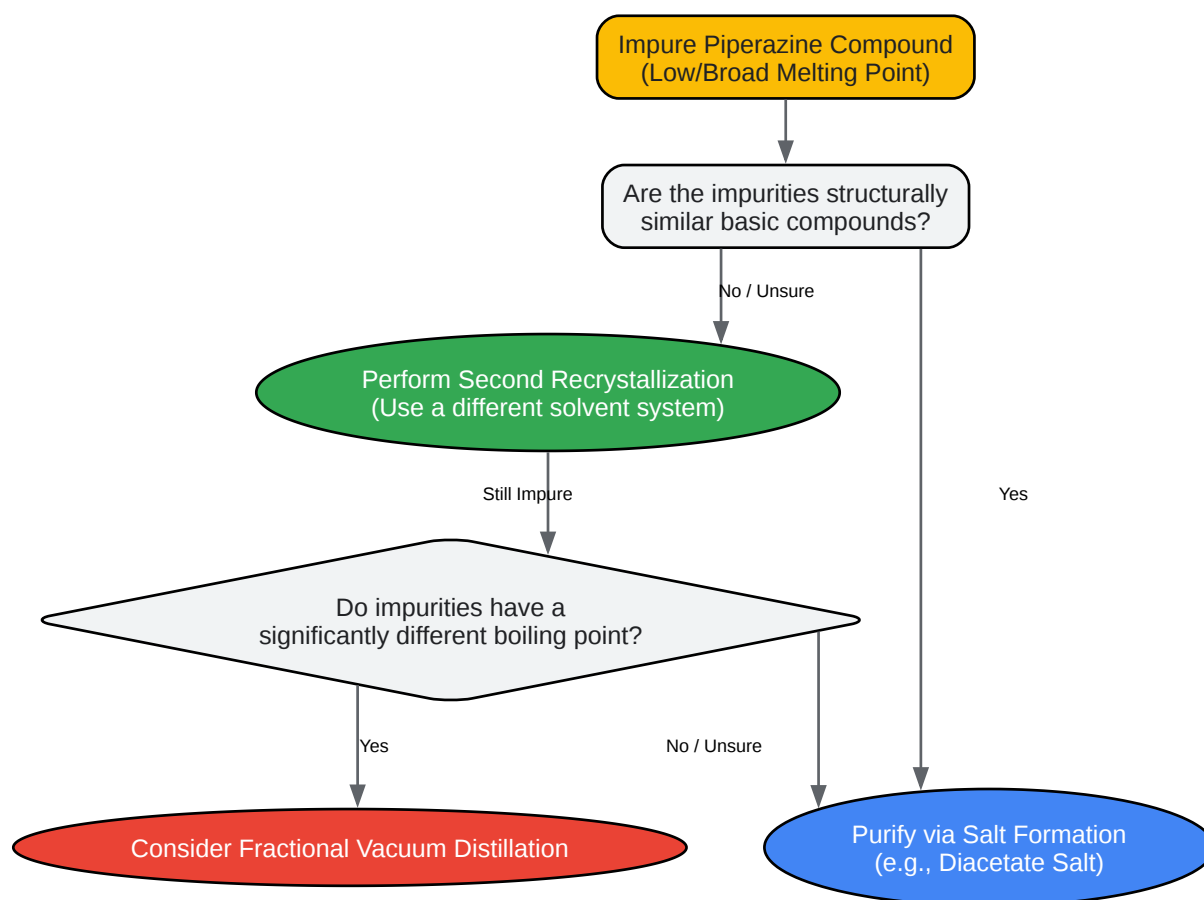 Impure Piperazine Compound
(Low/Broad Melting Point)
Are the impurities structurally
similar basic compounds?
No / Unsure
Perform Second Recrystallization
(Use a different solvent system)
Still Impure
Yes
Do impurities have a
significantly different boiling point?
Yes
No / Unsure
Consider Fractional Vacuum Distillation
Purify via Salt Formation
(e.g., Diacetate Salt)